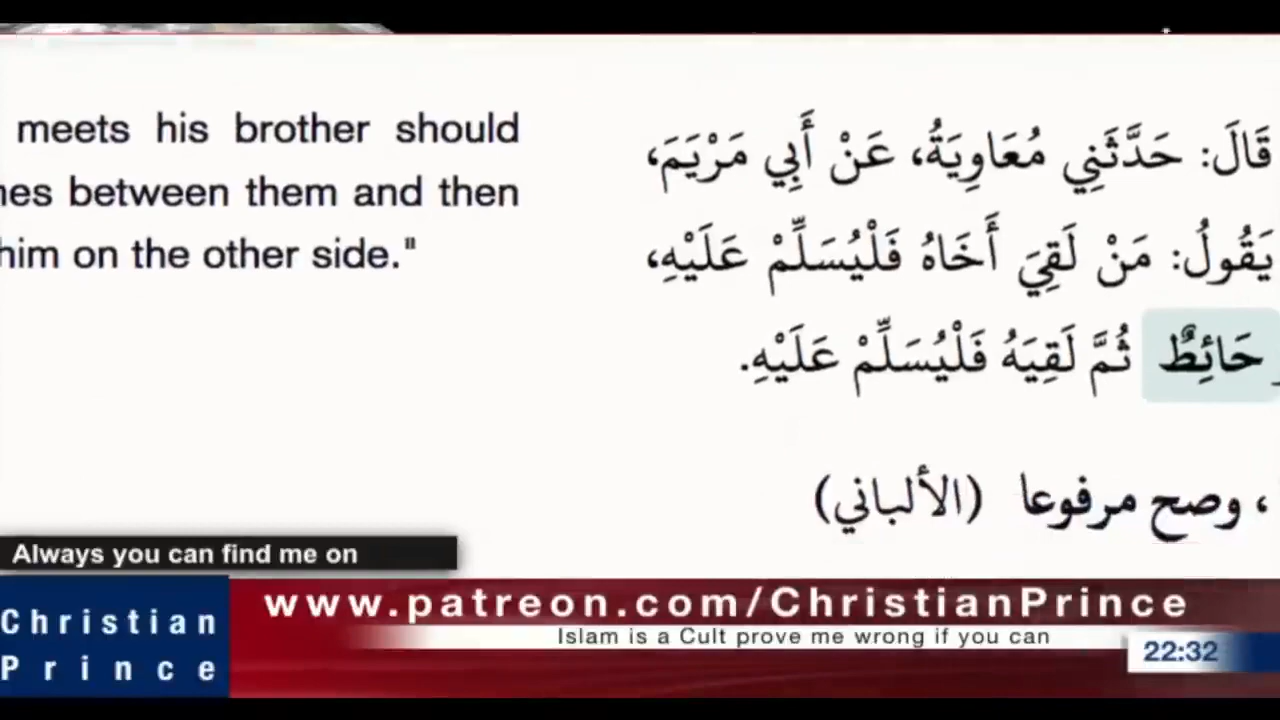 meets his brother should
between them and then
him on the other side."
قَالَ: حَدَّثَنِي مُعَاوِيَةُ، عَنْ أَبِي مَرْيَمَ،
يَقُولُ: مَنْ لَقِيَ أَخَاهُ فَلْيُسَلِّمْ عَلَيْهِ،
حَائِطٌ ثُمَّ لَقِيَهُ فَلْيُسَلِّمْ عَلَيْهِ.
، وصح مرفوعا (الألباني)
Always you can find me on
www.patreon.com/ChristianPrince
Islam is a Cult prove me wrong if you can
Christian
Prince
22:32